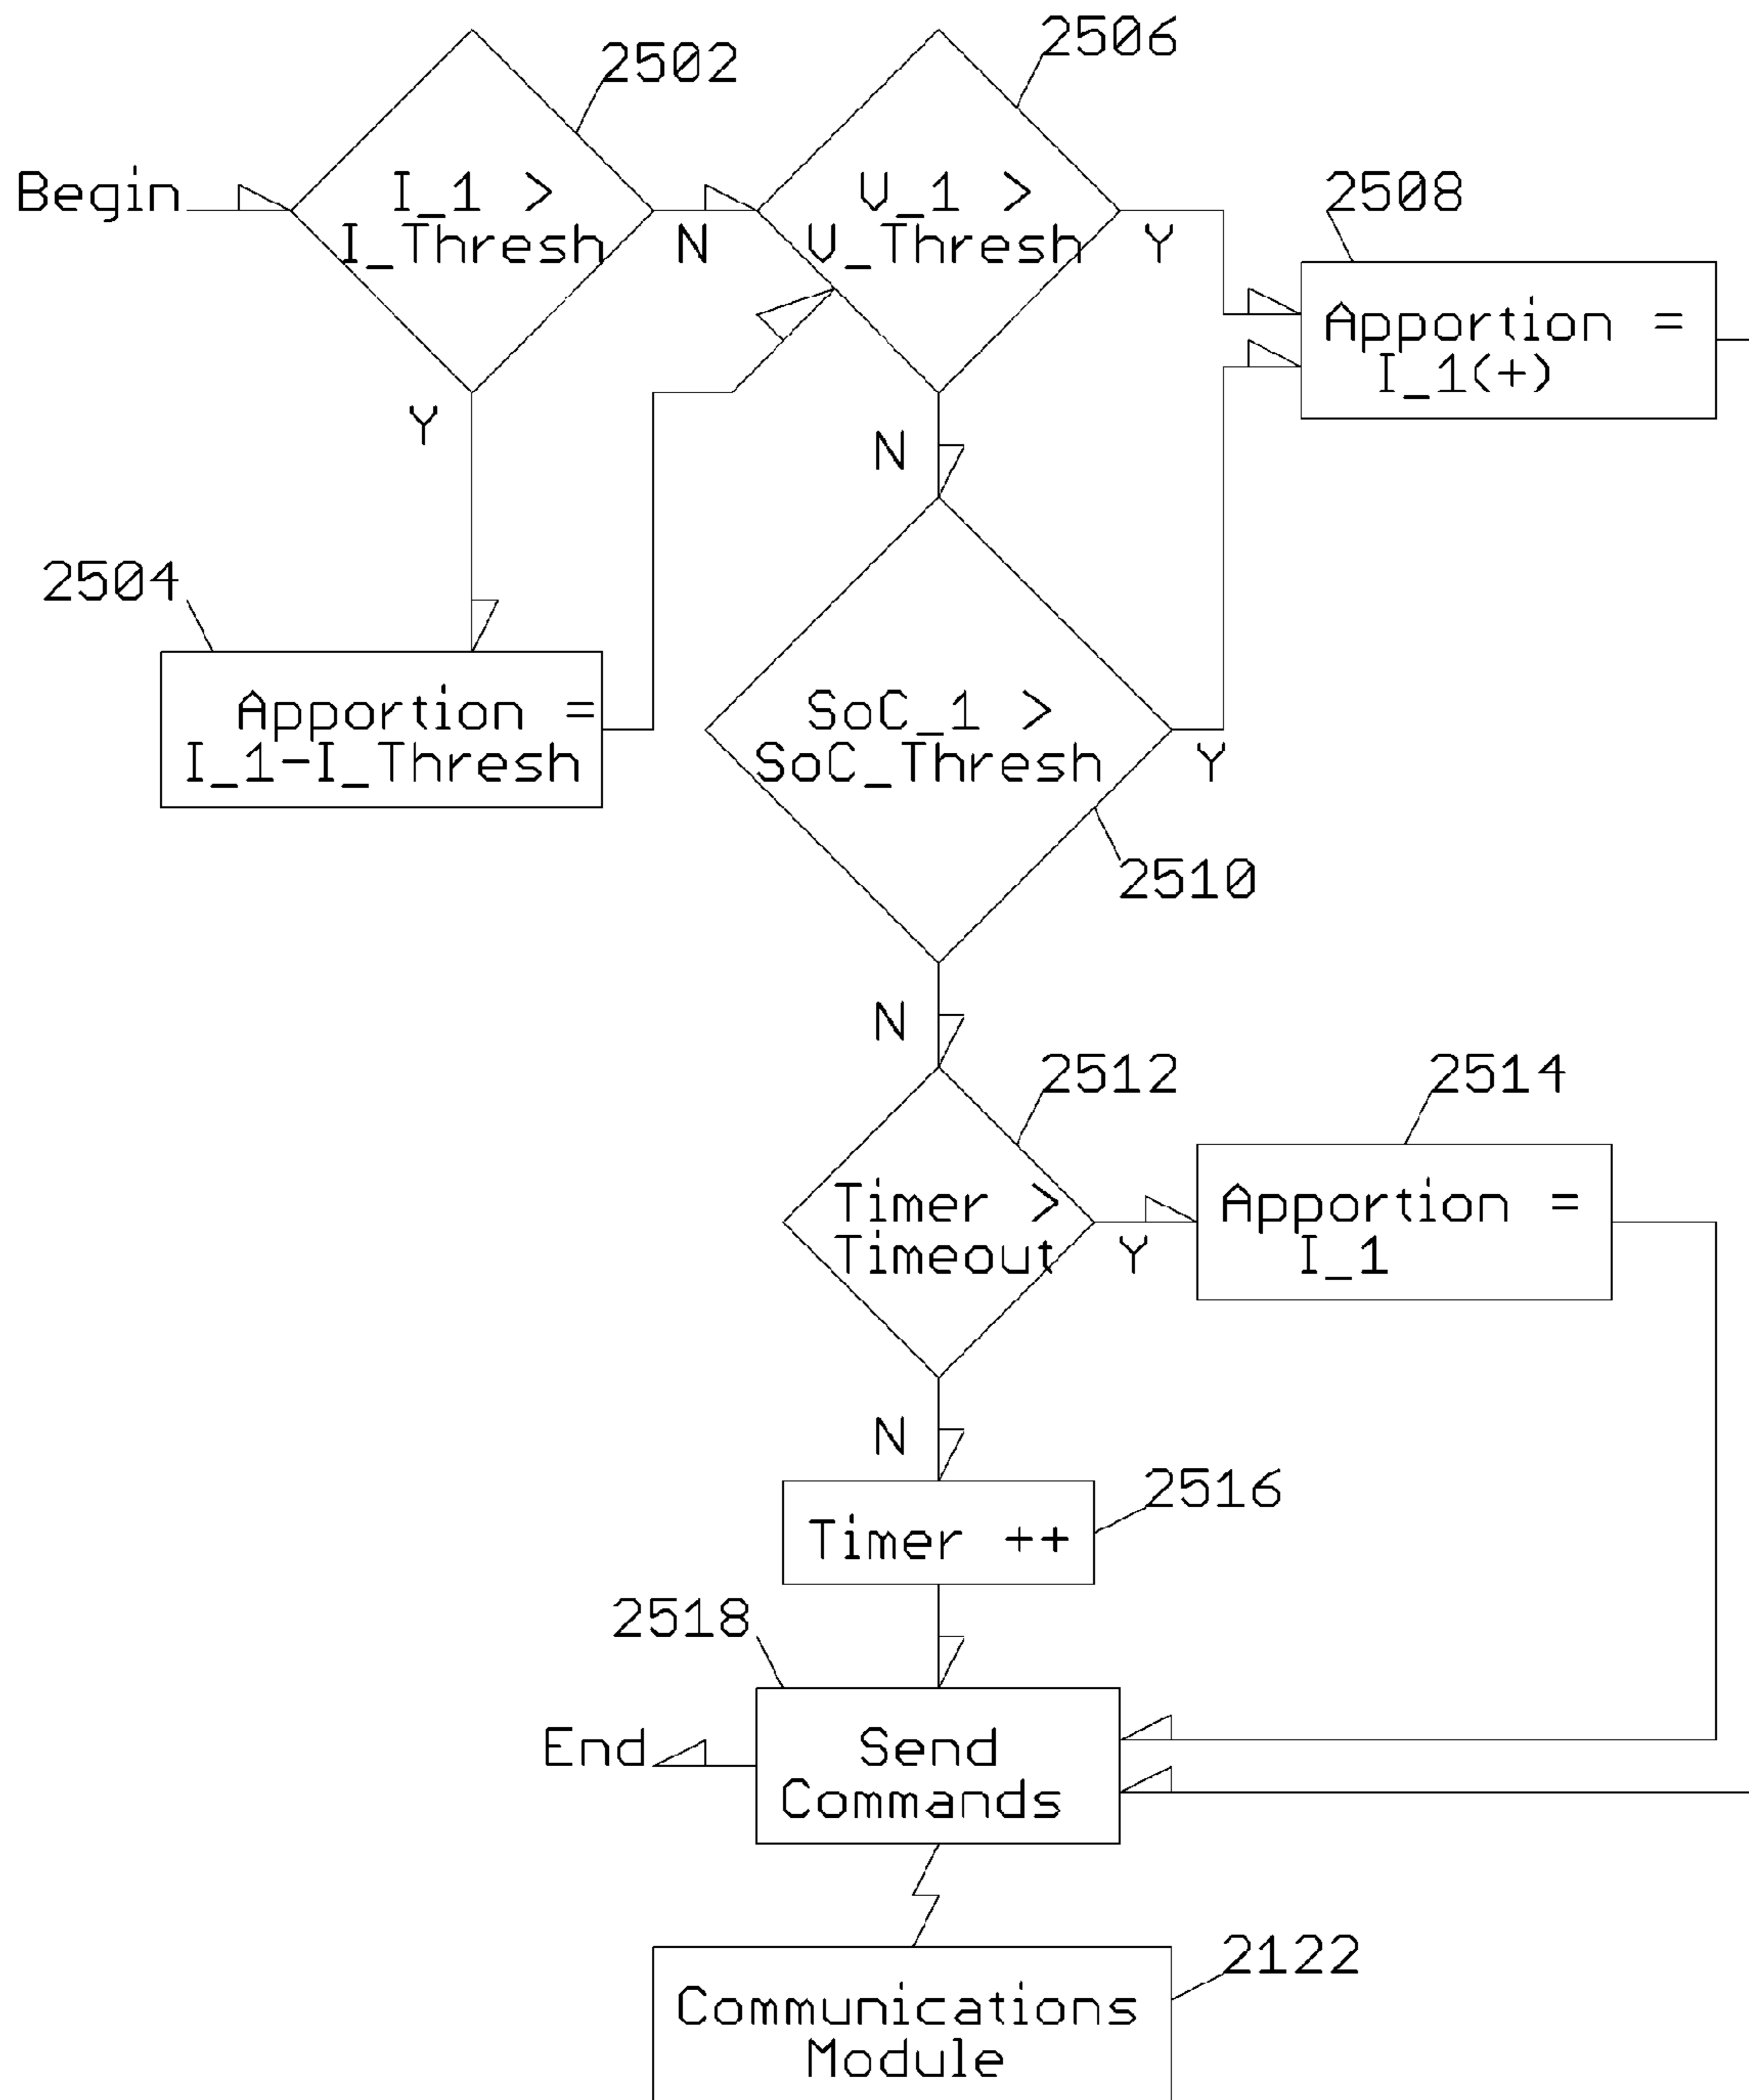 2502
2506
Begin
I_1 >
I_Thresh
N
V_1 >
V_Thresh
Y
2508
Apportion =
I_1(+)
Y
N
2504
Apportion =
I_1-I_Thresh
SoC_1 >
SoC_Thresh
Y
2510
N
2512
2514
Timer >
Timeout
Y
Apportion =
I_1
N
2516
Timer ++
2518
End
Send
Commands
2122
Communications
Module